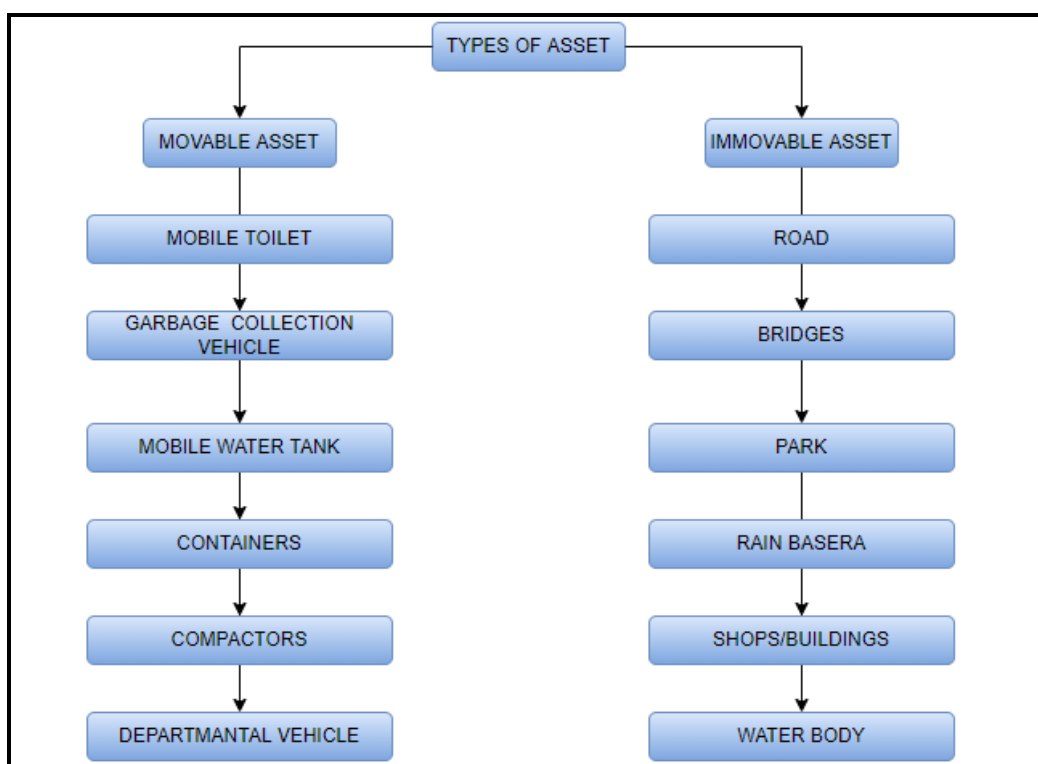 TYPES OF ASSET
MOVABLE ASSET
IMMOVABLE ASSET
MOBILE TOILET
ROAD
GARBAGE COLLECTION
VEHICLE
BRIDGES
MOBILE WATER TANK
PARK
CONTAINERS
RAIN BASERA
COMPACTORS
SHOPS/BUILDINGS
DEPARTMANTAL VEHICLE
WATER BODY